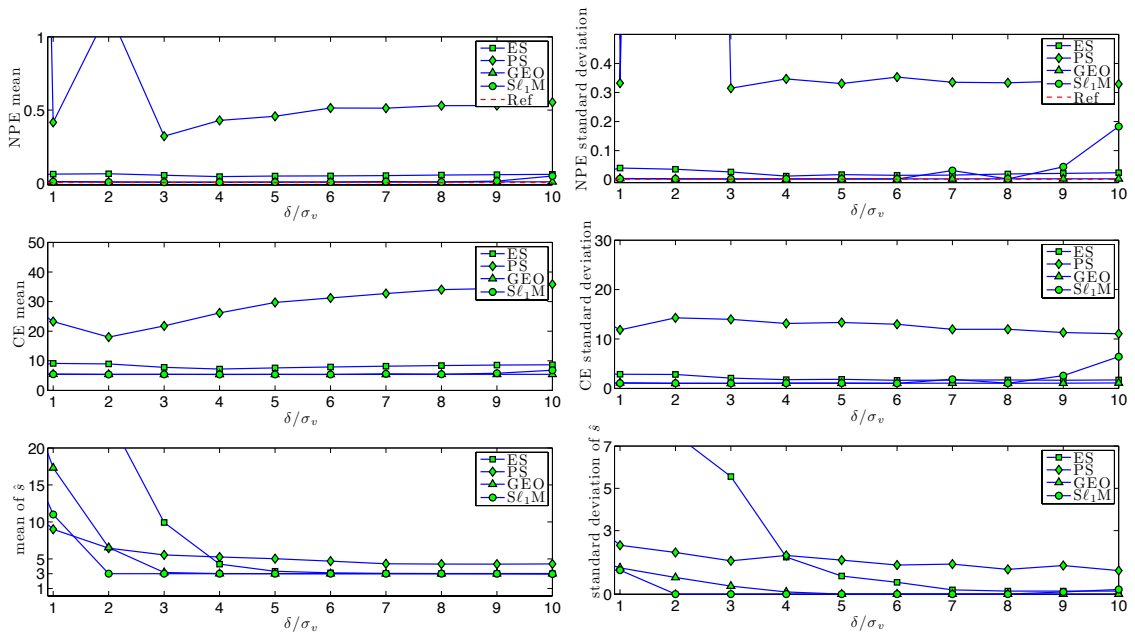 NPE mean
1
0.5
0
ES
PS
GEO
Sℓ₁M
Ref
1 2 3 4 5 6 7 8 9 10
δ/σᵥ
NPE standard deviation
0.4
0.3
0.2
0.1
0
ES
PS
GEO
Sℓ₁M
Ref
1 2 3 4 5 6 7 8 9 10
δ/σᵥ
CE mean
50
40
30
20
10
0
ES
PS
GEO
Sℓ₁M
1 2 3 4 5 6 7 8 9 10
δ/σᵥ
CE standard deviation
30
20
10
0
ES
PS
GEO
Sℓ₁M
1 2 3 4 5 6 7 8 9 10
δ/σᵥ
mean of ŝ
20
15
10
5
3
1
ES
PS
GEO
Sℓ₁M
1 2 3 4 5 6 7 8 9 10
δ/σᵥ
standard deviation of ŝ
7
5
3
1
0
ES
PS
GEO
Sℓ₁M
1 2 3 4 5 6 7 8 9 10
δ/σᵥ